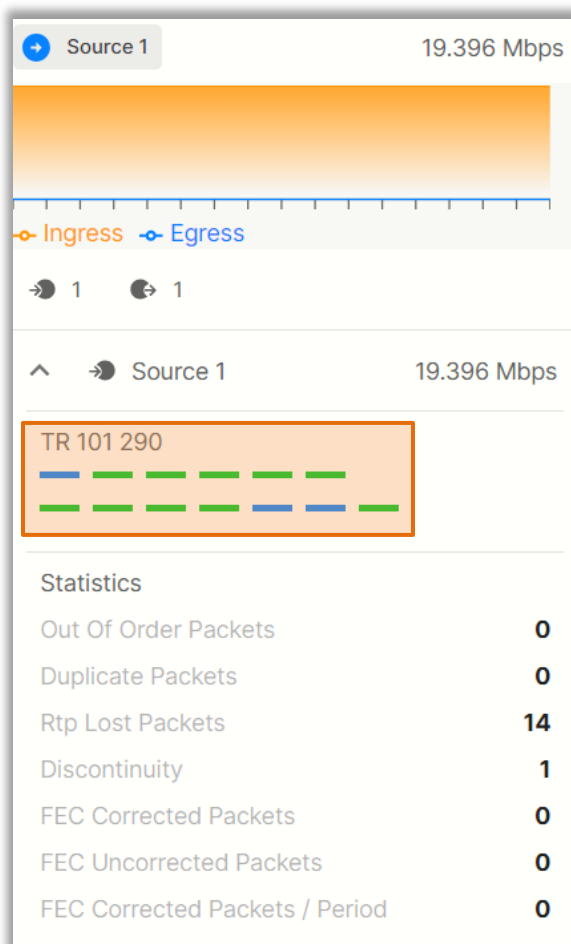 Source 1 19.396 Mbps
Ingress Egress
1 1
Source 1 19.396 Mbps
TR 101 290
Statistics
Out Of Order Packets 0
Duplicate Packets 0
Rtp Lost Packets 14
Discontinuity 1
FEC Corrected Packets 0
FEC Uncorrected Packets 0
FEC Corrected Packets / Period 0